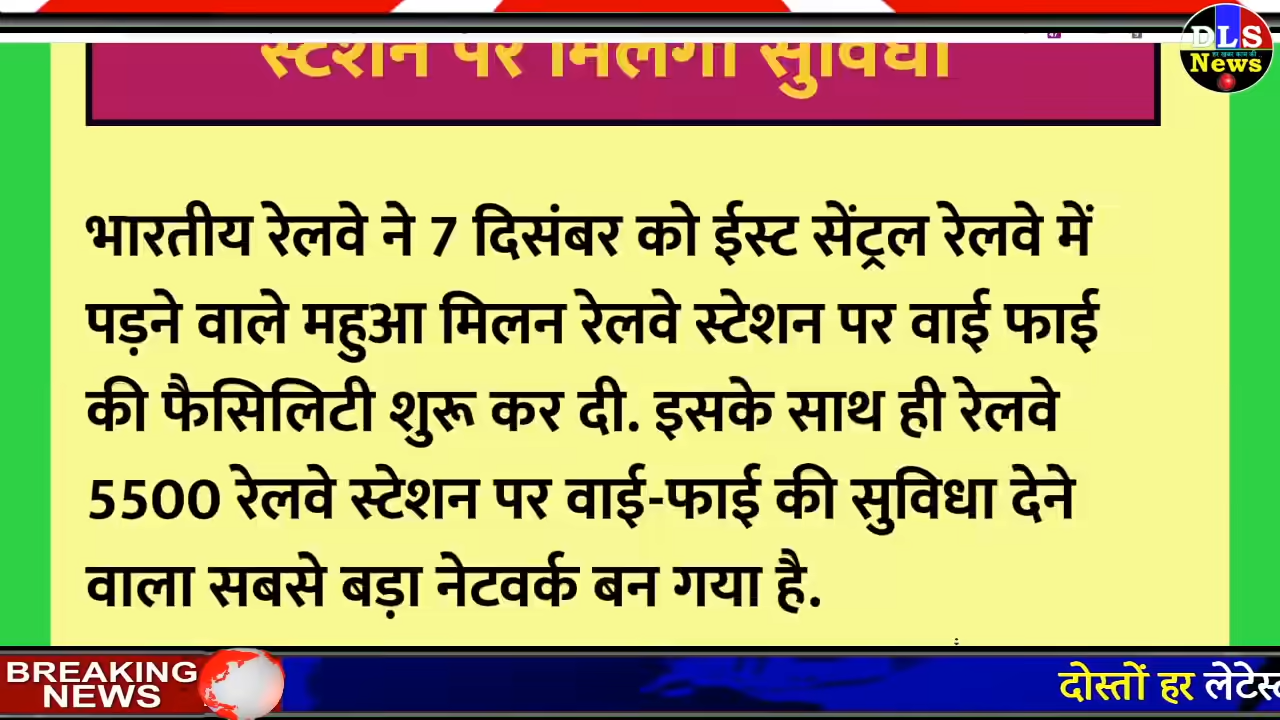 स्टेशन पर मिलेगी सुविधा
DLS
News
भारतीय रेलवे ने 7 दिसंबर को ईस्ट सेंट्रल रेलवे में
पड़ने वाले महुआ मिलन रेलवे स्टेशन पर वाई फाई
की फैसिलिटी शुरू कर दी. इसके साथ ही रेलवे
5500 रेलवे स्टेशन पर वाई-फाई की सुविधा देने
वाला सबसे बड़ा नेटवर्क बन गया है.
BREAKING
NEWS
दोस्तों हर